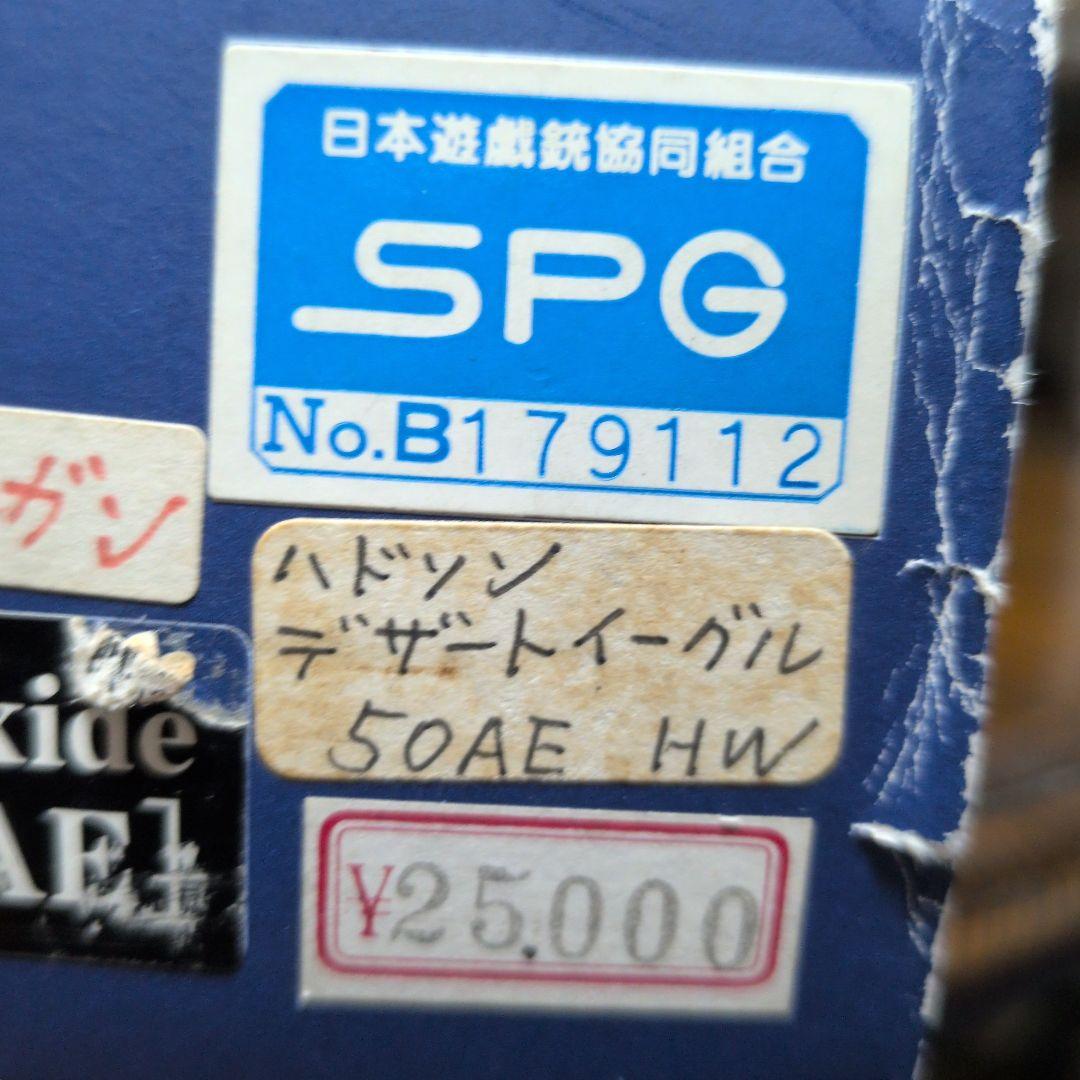 日本遊戯銃協同組合
SPG
No.B179112
ガン
ハドソン
デザートイーグル
50AE HW
xide
AE]
¥25.000